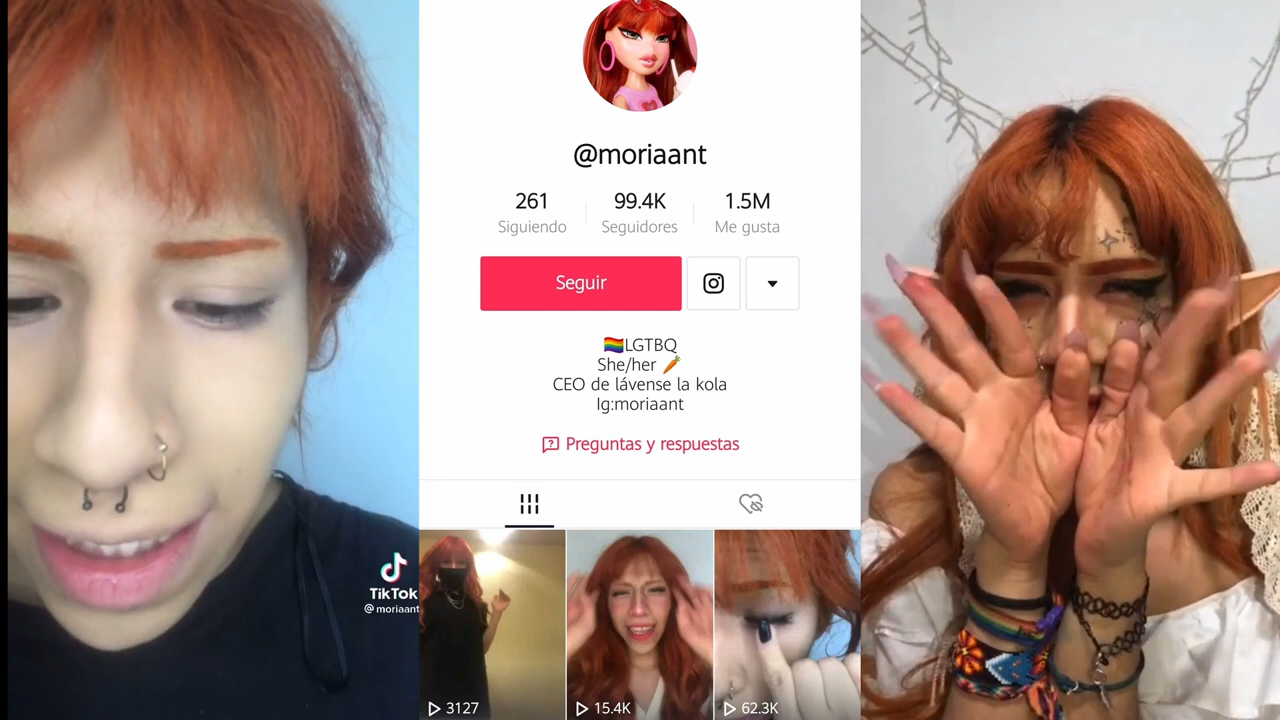 TikTok
@moriaant
@moriaant
261
99.4K
1.5M
Siguiendo
Seguidores
Me gusta
Seguir
🏳️‍🌈LGTBQ
She/her 🥕
CEO de lávense la kola
Ig:moriaant
Preguntas y respuestas
3127
15.4K
62.3K